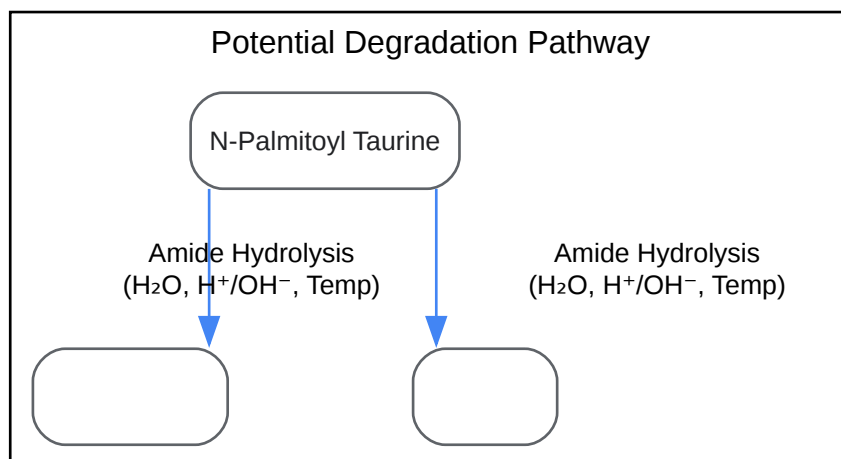 Potential Degradation Pathway
N-Palmitoyl Taurine
Amide Hydrolysis
(H₂O, H⁺/OH⁻, Temp)
Amide Hydrolysis
(H₂O, H⁺/OH⁻, Temp)